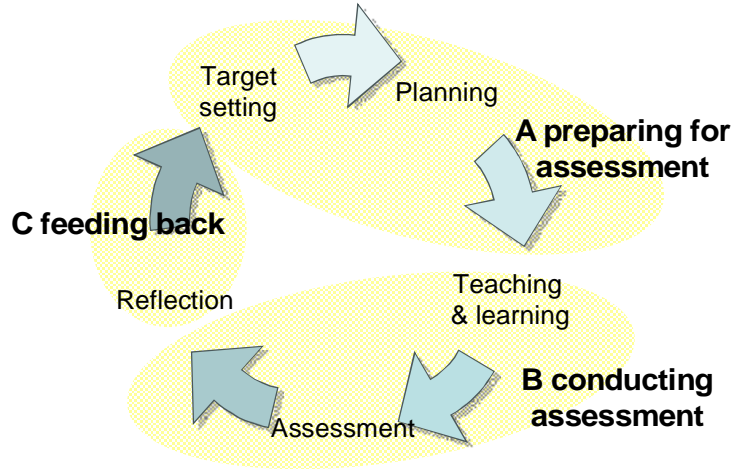 Target
setting
Planning
A preparing for
assessment
C feeding back
Reflection
Teaching
& learning
B conducting
assessment
Assessment